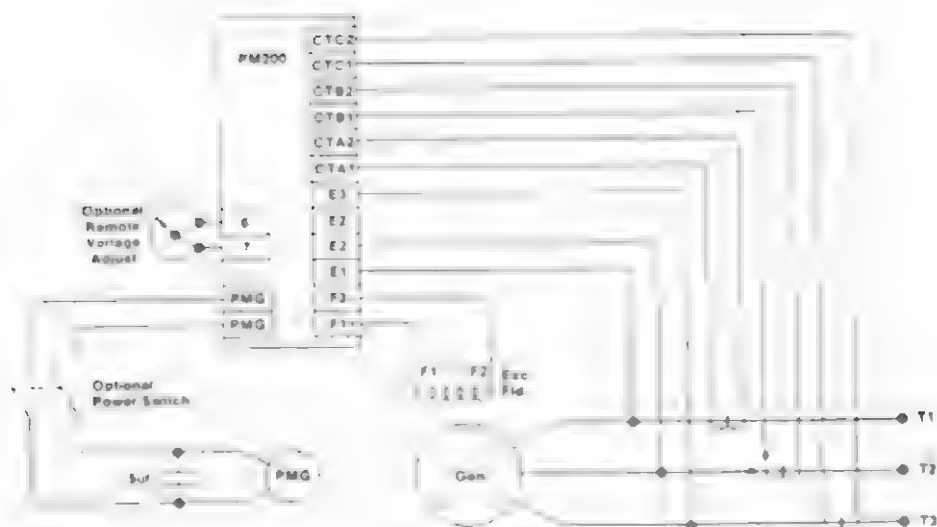 CTC2
PM200
CTC1
CTB2
CTB1
CTA2
CTA1
E3
Optional
Remote
Voltage
Adjust
6
E2
7
E2
E1
PMG
F2
PMG
F1
F1 F2 Exc
Fld
Optional
Power Switch
T1
PMG
Gen
T2
T3